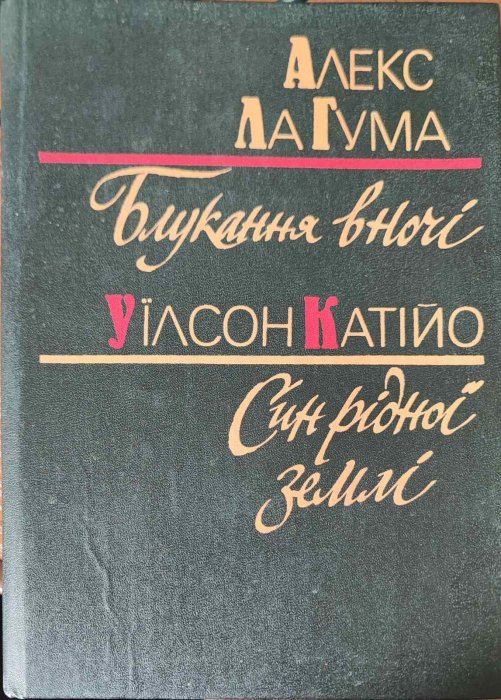 Алекс
Ла Гума
Блукання вночі
Уїлсон Катійо
Син рідної
землі